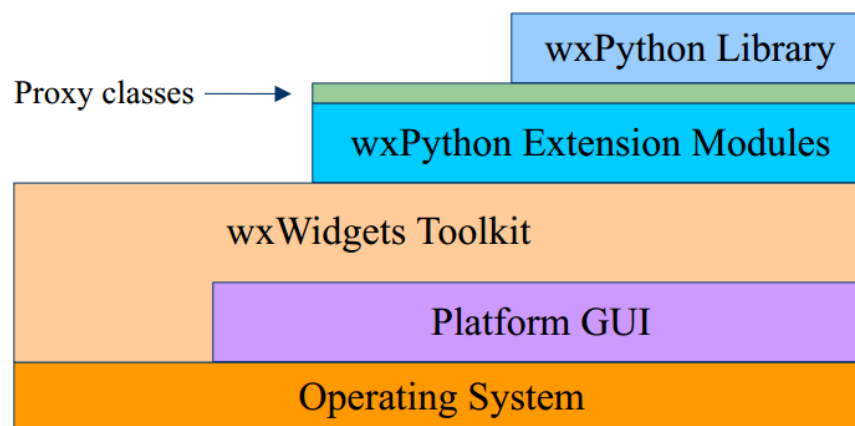 wxPython Library
Proxy classes
wxPython Extension Modules
wxWidgets Toolkit
Platform GUI
Operating System